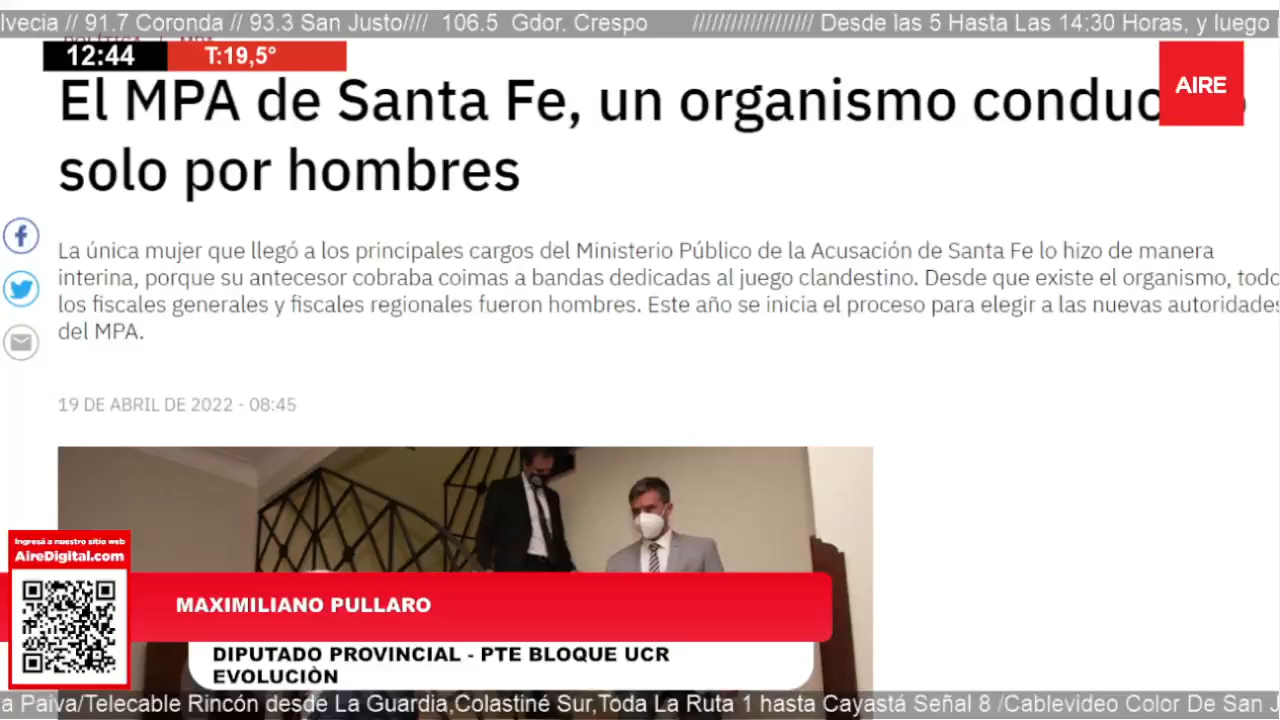 lvecia // 91.7 Coronda // 93.3 San Justo//// 106.5 Gdor. Crespo ///////////////// Desde las 5 Hasta Las 14:30 Horas, y luego
12:44
T:19,5°
AIRE
El MPA de Santa Fe, un organismo conduc
solo por hombres
La única mujer que llegó a los principales cargos del Ministerio Público de la Acusación de Santa Fe lo hizo de manera
interina, porque su antecesor cobraba coimas a bandas dedicadas al juego clandestino. Desde que existe el organismo, todo
los fiscales generales y fiscales regionales fueron hombres. Este año se inicia el proceso para elegir a las nuevas autoridades
del MPA.
19 DE ABRIL DE 2022 - 08:45
Ingresá a nuestro sitio web
AireDigital.com
MAXIMILIANO PULLARO
DIPUTADO PROVINCIAL - PTE BLOQUE UCR
EVOLUCIÒN
a Paiva/Telecable Rincón desde La Guardia,Colastiné Sur,Toda La Ruta 1 hasta Cayastá Señal 8 /Cablevideo Color De San J